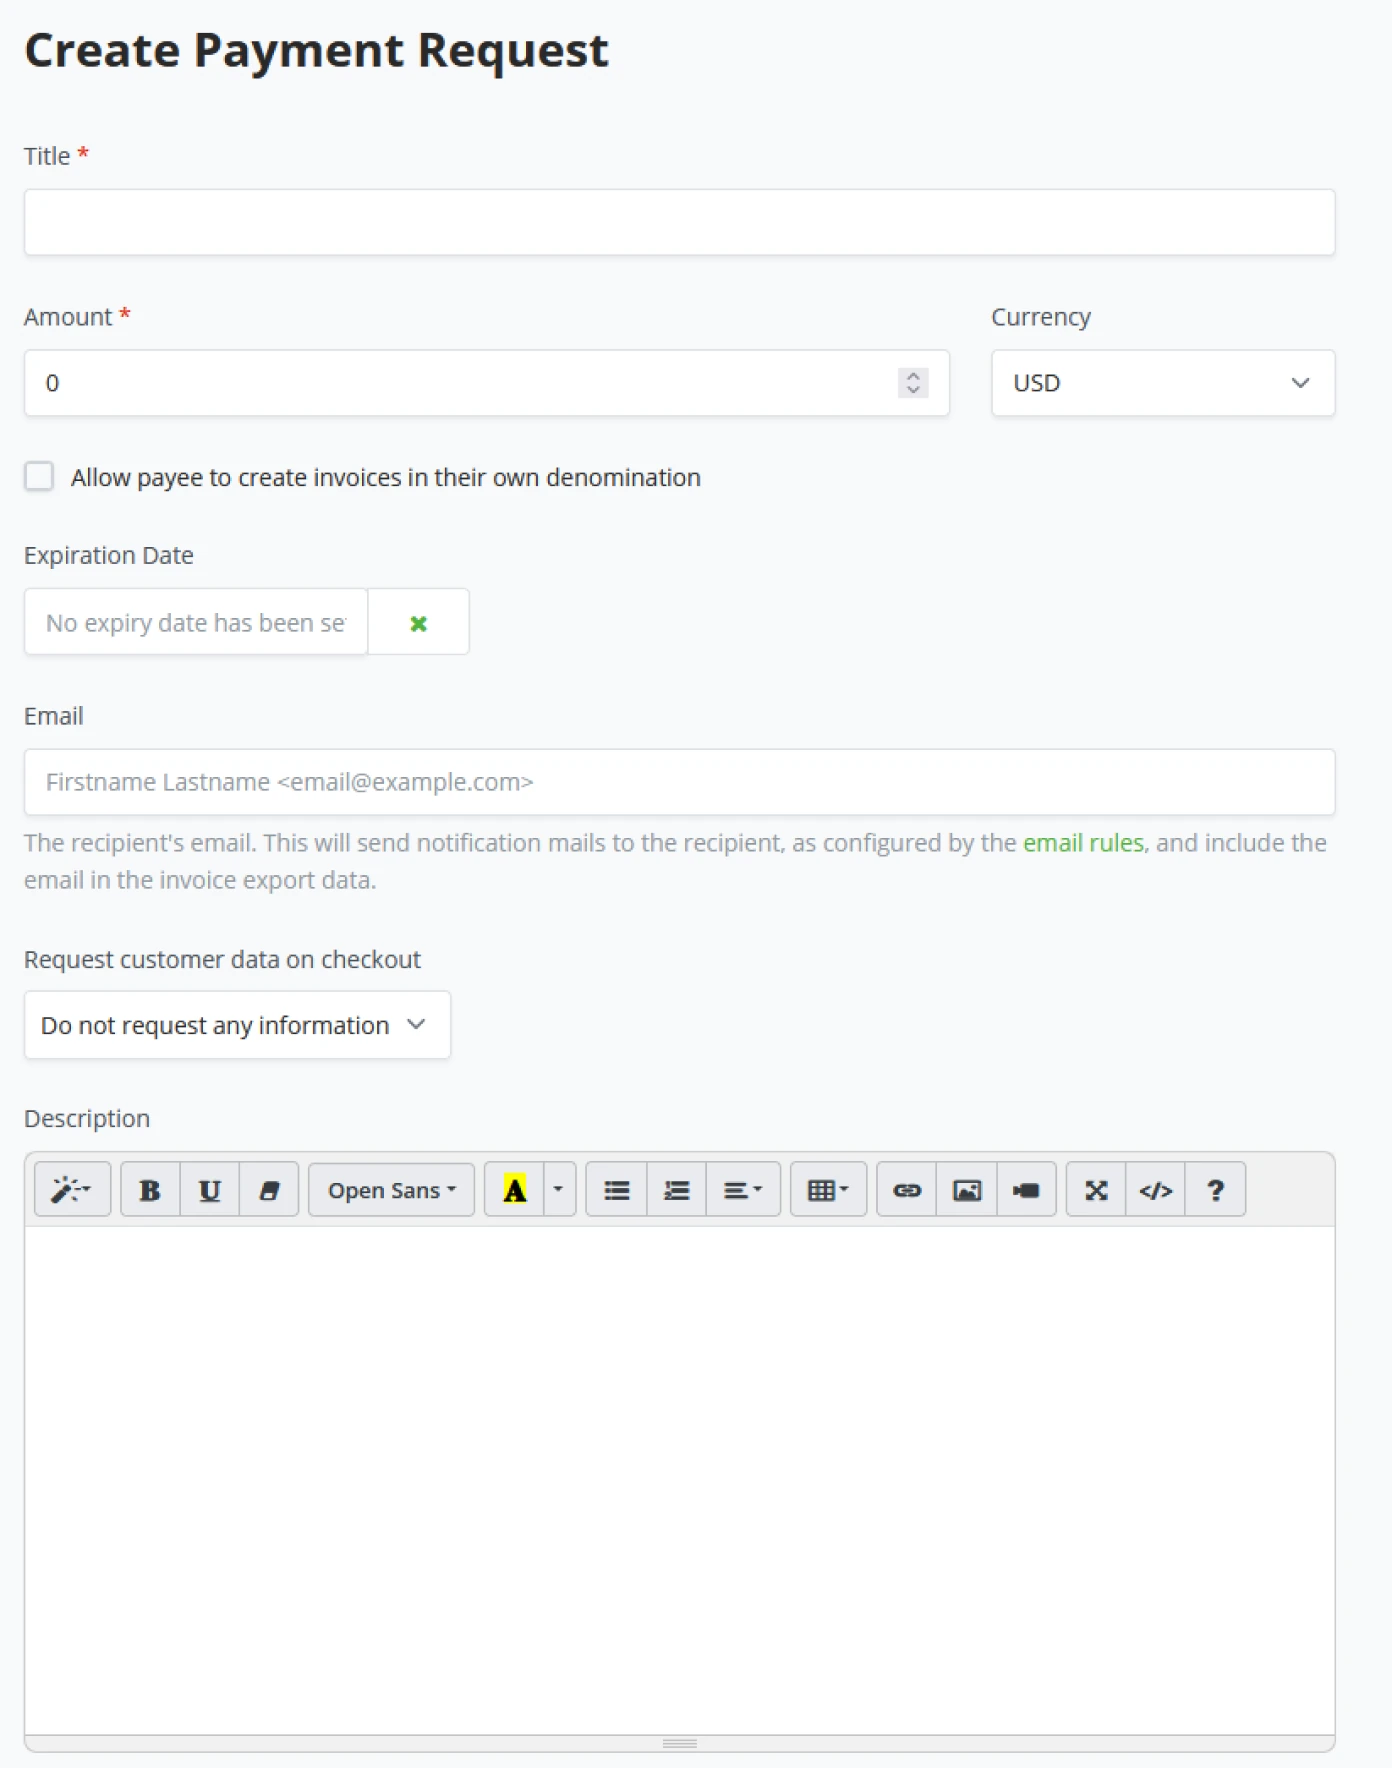 Create Payment Request
Title *
Amount *
Currency
0
USD
Allow payee to create invoices in their own denomination
Expiration Date
No expiry date has been se
Email
Firstname Lastname <email@example.com>
The recipient's email. This will send notification mails to the recipient, as configured by the email rules, and include the
email in the invoice export data.
Request customer data on checkout
Do not request any information
Description
B U Open Sans A </> ?